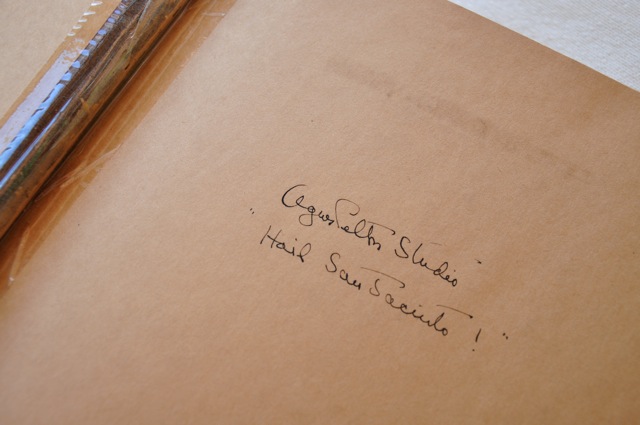 Agnes Pelton Studio
"Hail San Jacinto!"